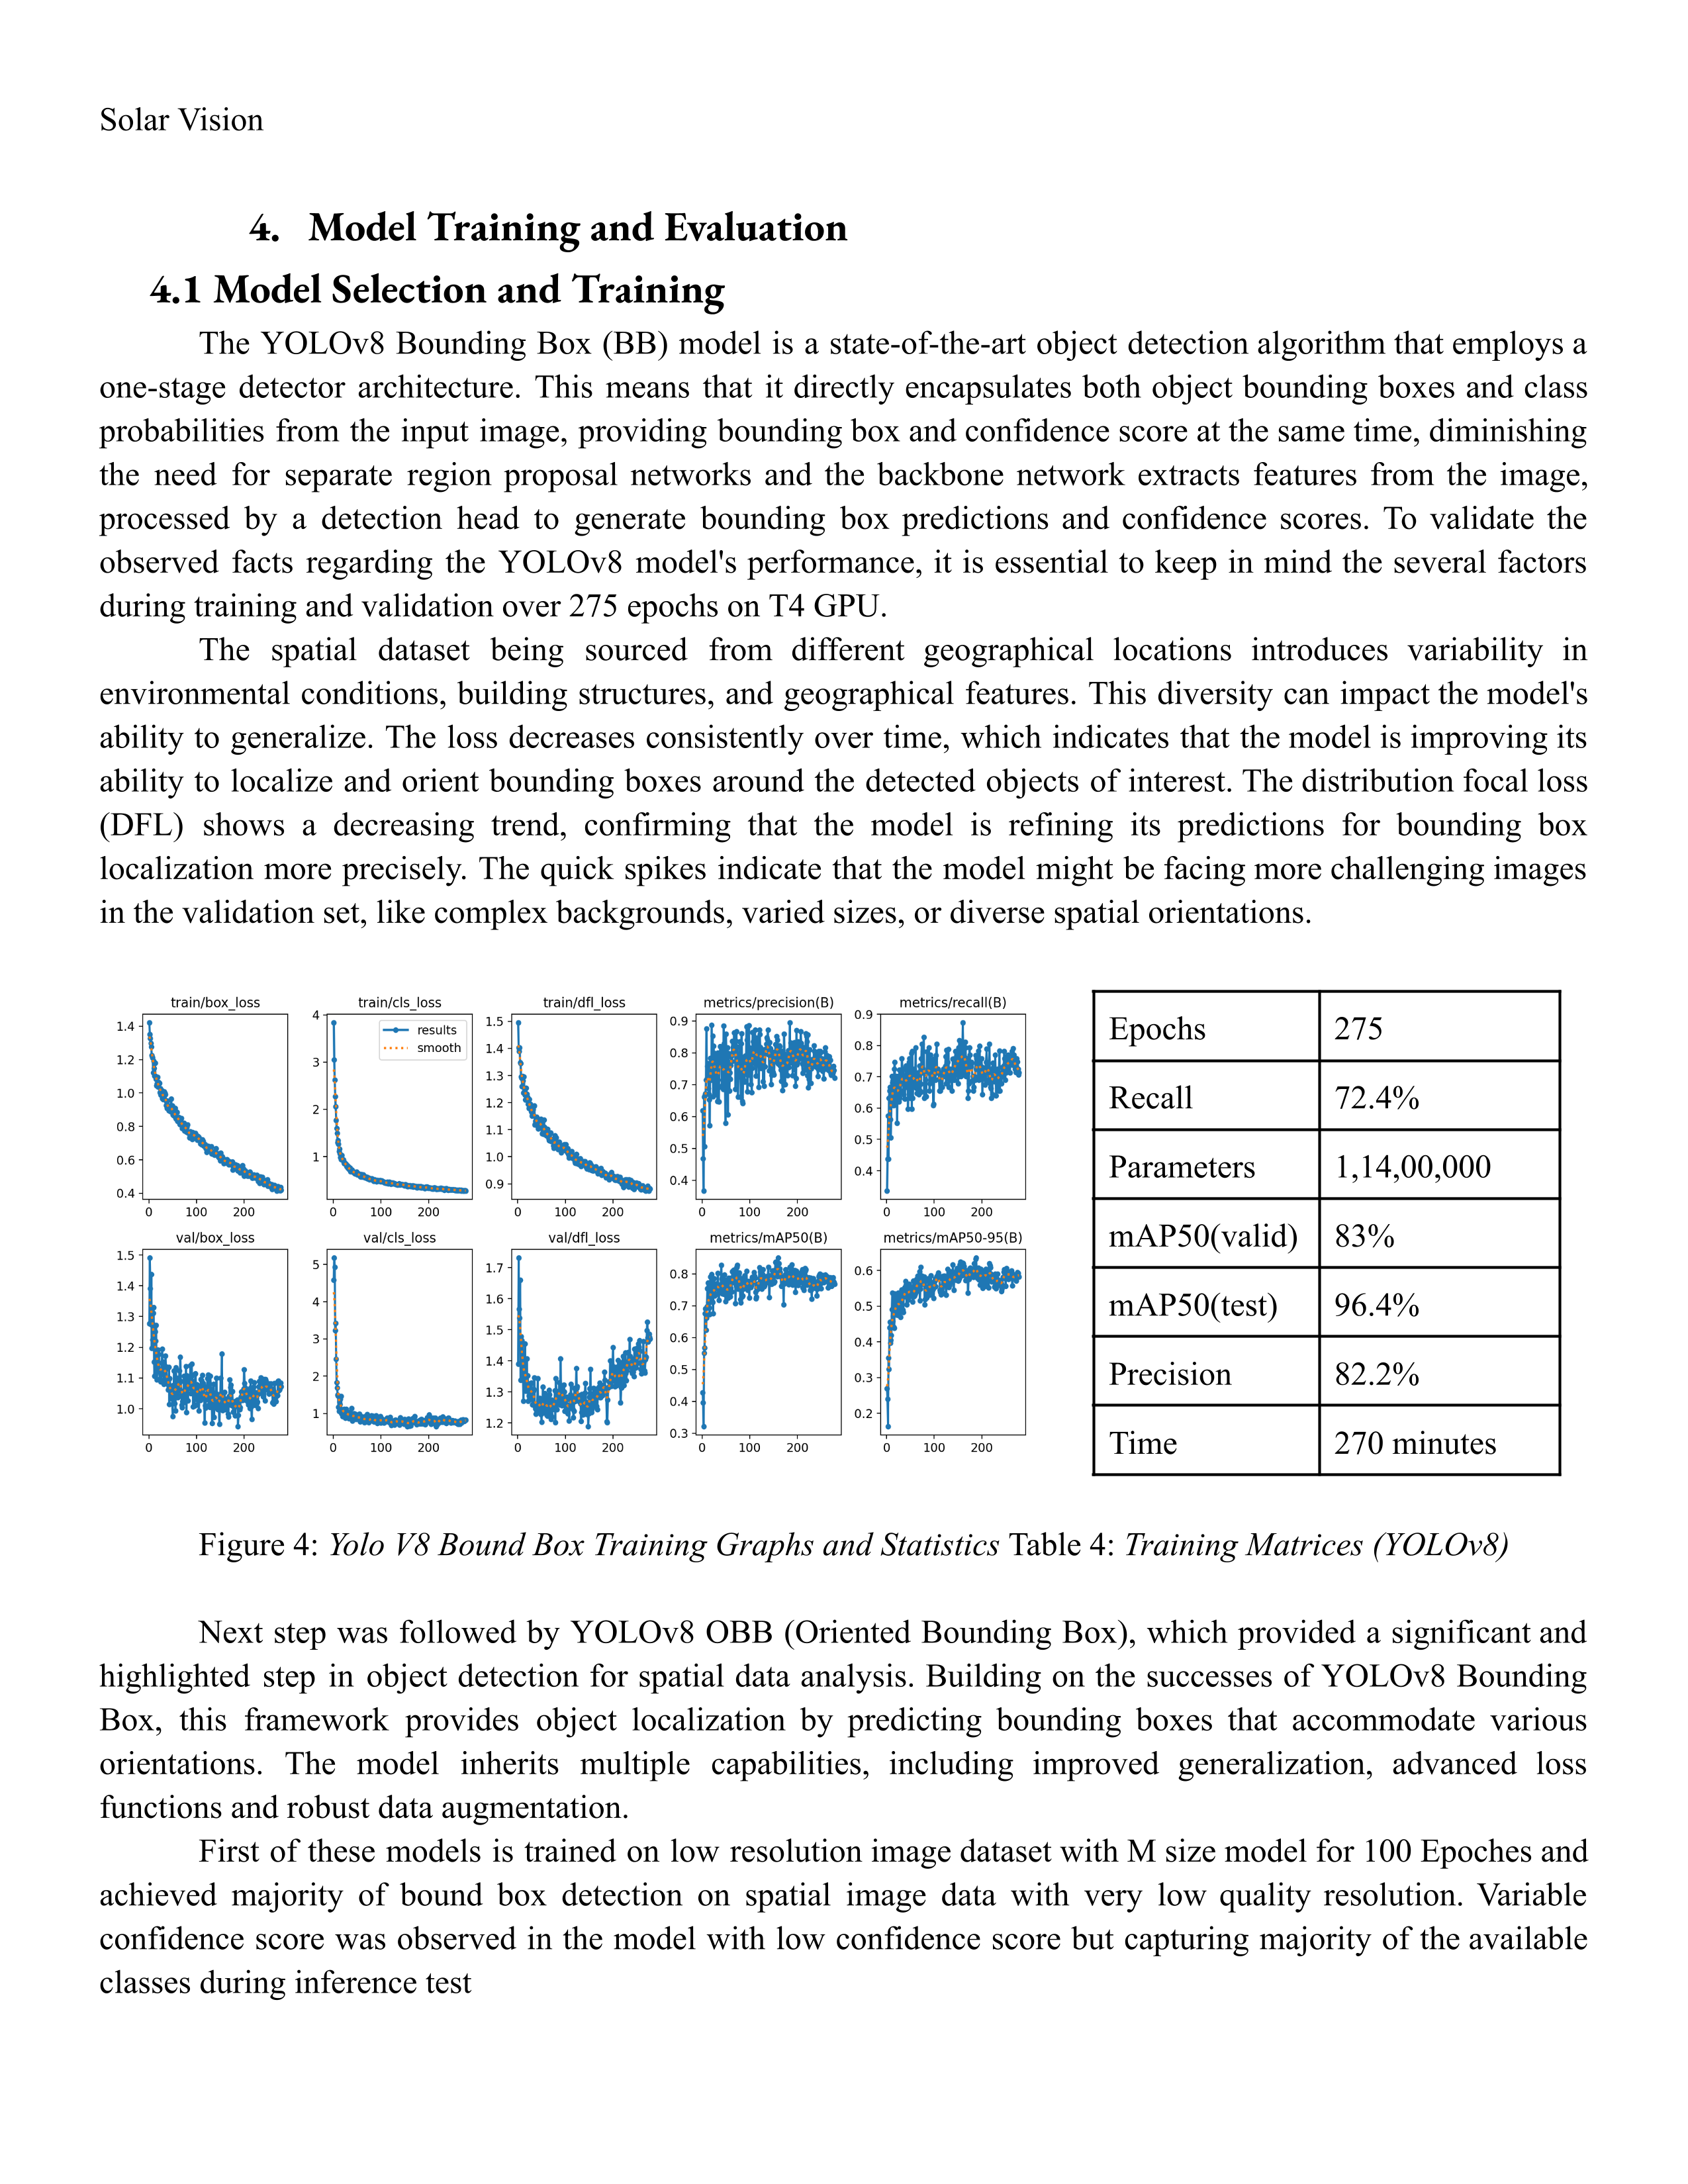 Solar Vision
4. Model Training and Evaluation
4.1 Model Selection and Training
The YOLOv8 Bounding Box (BB) model is a state-of-the-art object detection algorithm that employs a
one-stage detector architecture. This means that it directly encapsulates both object bounding boxes and class
probabilities from the input image, providing bounding box and confidence score at the same time, diminishing
the need for separate region proposal networks and the backbone network extracts features from the image,
processed by a detection head to generate bounding box predictions and confidence scores. To validate the
observed facts regarding the YOLOv8 model's performance, it is essential to keep in mind the several factors
during training and validation over 275 epochs on T4 GPU.
The spatial dataset being sourced from different geographical locations introduces variability in
environmental conditions, building structures, and geographical features. This diversity can impact the model's
ability to generalize. The loss decreases consistently over time, which indicates that the model is improving its
ability to localize and orient bounding boxes around the detected objects of interest. The distribution focal loss
(DFL) shows a decreasing trend, confirming that the model is refining its predictions for bounding box
localization more precisely. The quick spikes indicate that the model might be facing more challenging images
in the validation set, like complex backgrounds, varied sizes, or diverse spatial orientations.
train/box_loss
1.4
1.2
1.0
0.8
0.6
0.4
0 100 200
train/cls_loss
results
smooth
4
3
2
1
0 100 200
train/dfl_loss
1.5
1.4
1.3
1.2
1.1
1.0
0.9
0 100 200
metrics/precision(B)
0.9
0.8
0.7
0.6
0.5
0.4
0 100 200
metrics/recall(B)
0.9
0.8
0.7
0.6
0.5
0.4
0 100 200
val/box_loss
1.5
1.4
1.3
1.2
1.1
1.0
0 100 200
val/cls_loss
5
4
3
2
1
0 100 200
val/dfl_loss
1.7
1.6
1.5
1.4
1.3
1.2
0 100 200
metrics/mAP50(B)
0.8
0.7
0.6
0.5
0.4
0.3
0 100 200
metrics/mAP50-95(B)
0.6
0.5
0.4
0.3
0.2
0 100 200
Epochs 275
Recall 72.4%
Parameters 1,14,00,000
mAP50(valid) 83%
mAP50(test) 96.4%
Precision 82.2%
Time 270 minutes
Figure 4: Yolo V8 Bound Box Training Graphs and Statistics Table 4: Training Matrices (YOLOv8)
Next step was followed by YOLOv8 OBB (Oriented Bounding Box), which provided a significant and
highlighted step in object detection for spatial data analysis. Building on the successes of YOLOv8 Bounding
Box, this framework provides object localization by predicting bounding boxes that accommodate various
orientations. The model inherits multiple capabilities, including improved generalization, advanced loss
functions and robust data augmentation.
First of these models is trained on low resolution image dataset with M size model for 100 Epoches and
achieved majority of bound box detection on spatial image data with very low quality resolution. Variable
confidence score was observed in the model with low confidence score but capturing majority of the available
classes during inference test